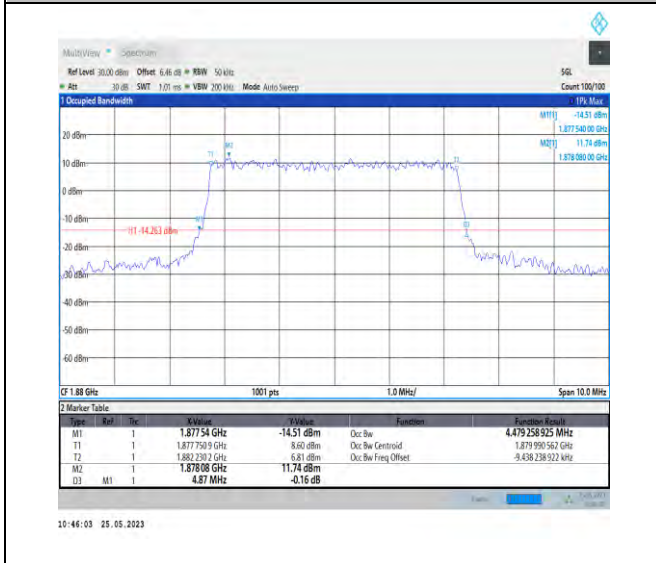 MultiView Spectrum
Ref Level 30.00 dBm Offset 6.46 dB RBW 50 kHz SGL
Att 30 dB SWT 1.01 ms VBW 200 kHz Mode Auto Sweep Count 100/100
1 Occupied Bandwidth 1Pk Max
M1[1] -14.51 dBm
1.877 540 00 GHz
M2[1] 11.74 dBm
1.878 080 00 GHz
20 dBm
M2
T1
T2
10 dBm
0 dBm
-10 dBm
M1
D3
H1 -14.263 dBm
-20 dBm
-30 dBm
-40 dBm
-50 dBm
-60 dBm
CF 1.88 GHz 1001 pts 1.0 MHz/ Span 10.0 MHz
2 Marker Table
Type Ref Trc X-Value Y-Value Function Function Result
M1 1 1.877 54 GHz -14.51 dBm Occ Bw 4.479 258 925 MHz
T1 1 1.877 750 9 GHz 8.60 dBm Occ Bw Centroid 1.879 990 562 GHz
T2 1 1.882 230 2 GHz 6.81 dBm Occ Bw Freq Offset -9.438 238 922 kHz
M2 1 1.878 08 GHz 11.74 dBm
D3 M1 1 4.87 MHz -0.16 dB
10:46:03 25.05.2023